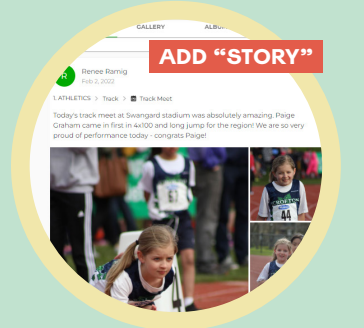 GALLERY
ADD “STORY”
R
Renee Ramig
Feb 2, 2022
1. ATHLETICS > Track > Track Meet
Today's track meet at Swangard stadium was absolutely amazing. Paige
Graham came in first in 4x100 and long jump for the region! We are so very
proud of performance today - congrats Paige!
44